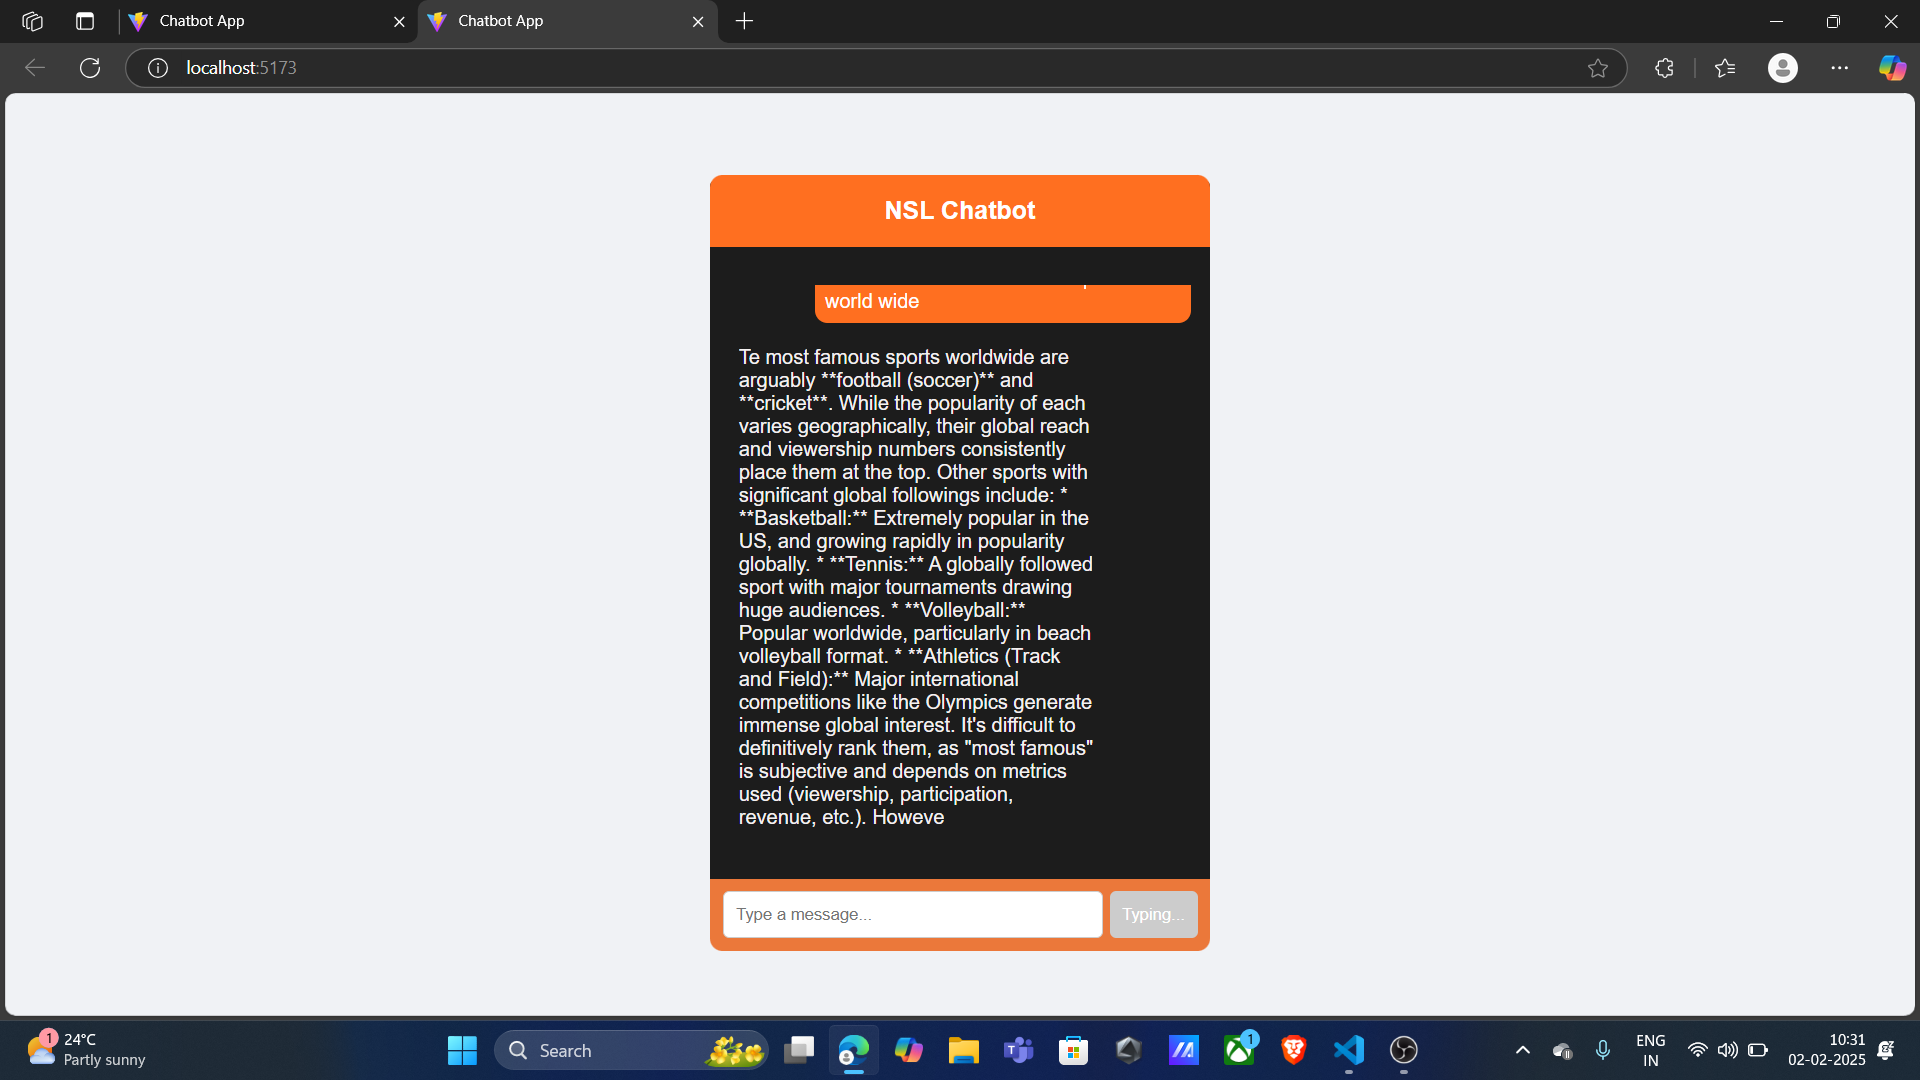 Chatbot App
Chatbot App
localhost:5173
NSL Chatbot
world wide
Te most famous sports worldwide are
arguably **football (soccer)** and
**cricket**. While the popularity of each
varies geographically, their global reach
and viewership numbers consistently
place them at the top. Other sports with
significant global followings include: *
**Basketball:** Extremely popular in the
US, and growing rapidly in popularity
globally. * **Tennis:** A globally followed
sport with major tournaments drawing
huge audiences. * **Volleyball:**
Popular worldwide, particularly in beach
volleyball format. * **Athletics (Track
and Field):** Major international
competitions like the Olympics generate
immense global interest. It's difficult to
definitively rank them, as "most famous"
is subjective and depends on metrics
used (viewership, participation,
revenue, etc.). Howeve
Type a message...
Typing...
1
24°C
Partly sunny
Search
1
ENG
IN
10:31
02-02-2025